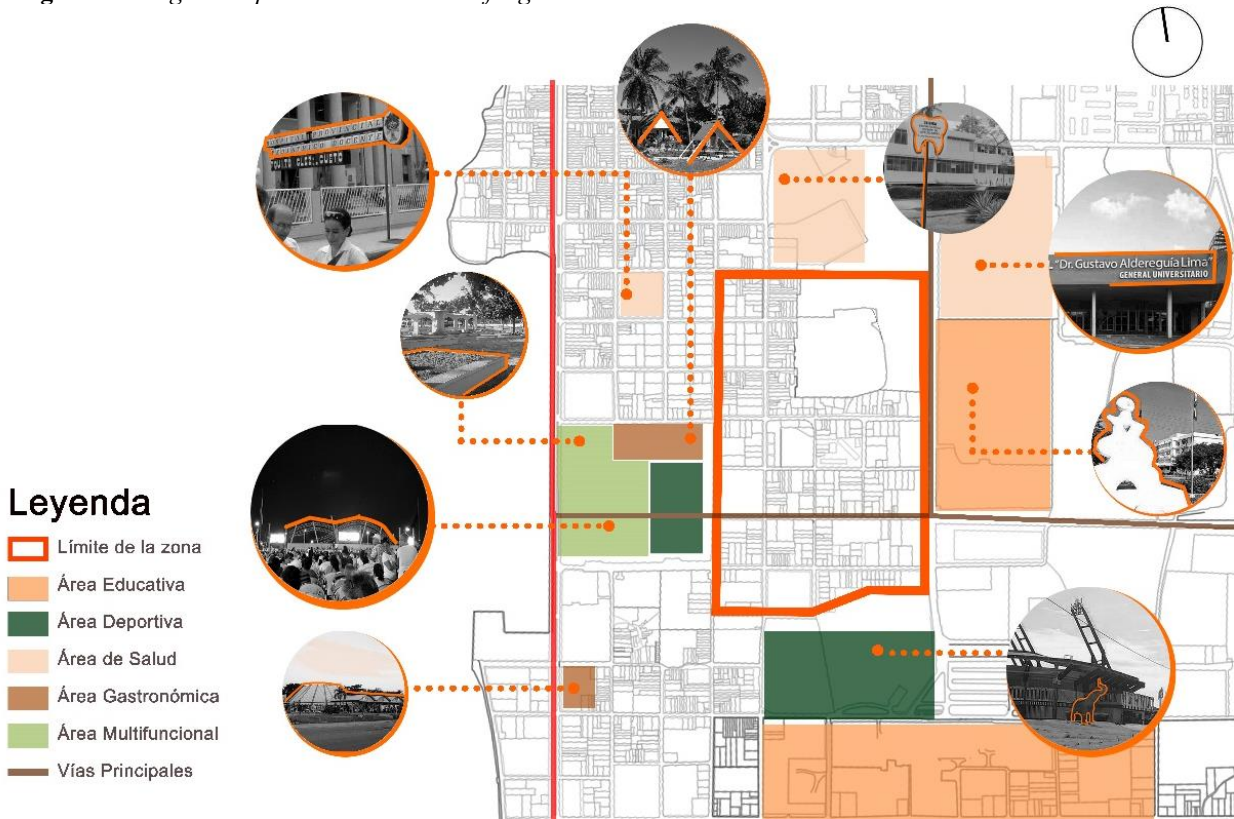 PROVINCIAL
"Dr. Gustavo Aldereguía Lima"
GENERAL UNIVERSITARIO
Leyenda
Límite de la zona
Área Educativa
Área Deportiva
Área de Salud
Área Gastronómica
Área Multifuncional
Vías Principales